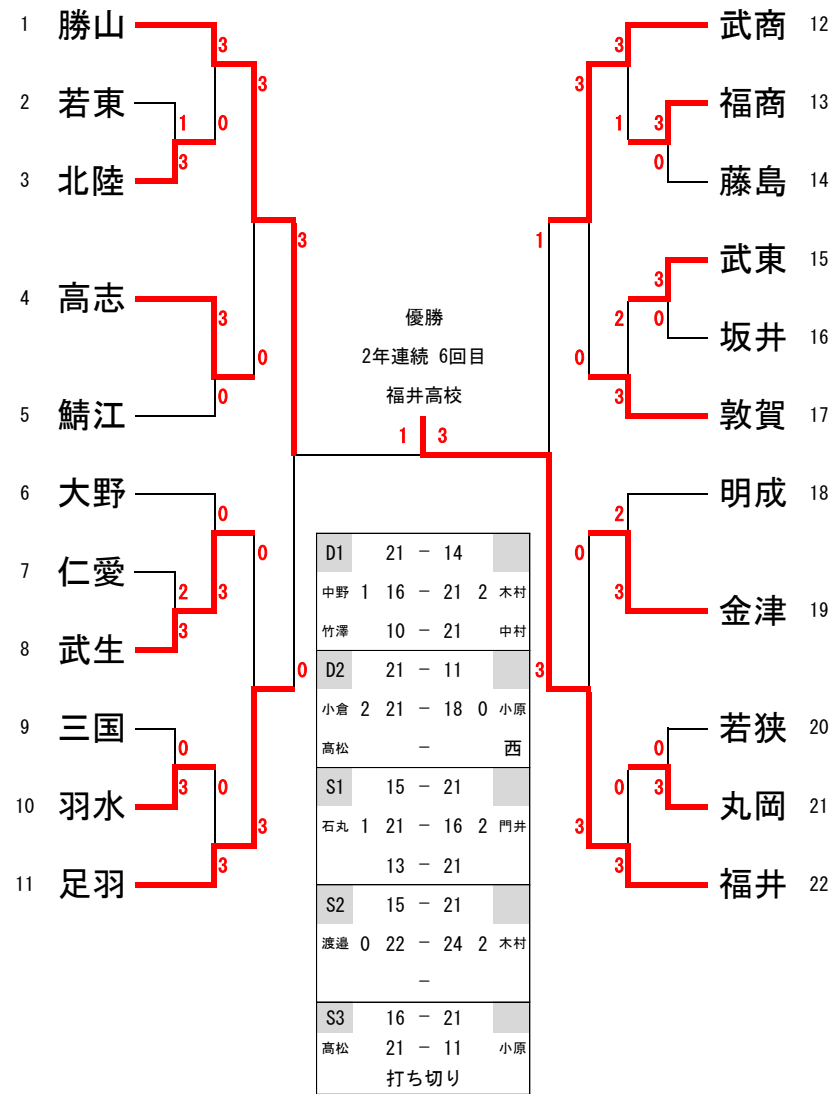 1 勝山
3
2 若東
1 0
3
3 北陸
3
4 高志
3
0
0
5 鯖江
3
6 大野
0
7 仁愛
2 3
0
3
8 武生
0
9 三国
0
10 羽水
3 0
3
11 足羽
3
優勝
2年連続 6回目
福井高校
1 3
D1 21 － 14
中野 1 16 － 21 2 木村
竹澤 10 － 21 中村
D2 21 － 11
小倉 2 21 － 18 0 小原
髙松 － 西
S1 15 － 21
石丸 1 21 － 16 2 門井
13 － 21
S2 15 － 21
渡邉 0 22 － 24 2 木村
－
S3 16 － 21
髙松 21 － 11 小原
打ち切り
武商 12
3
3
福商 13
1 3
0
藤島 14
1
武東 15
3
2 0
坂井 16
0
3
敦賀 17
明成 18
2
0
3
金津 19
3
若狭 20
0
0 3
丸岡 21
3
3
福井 22